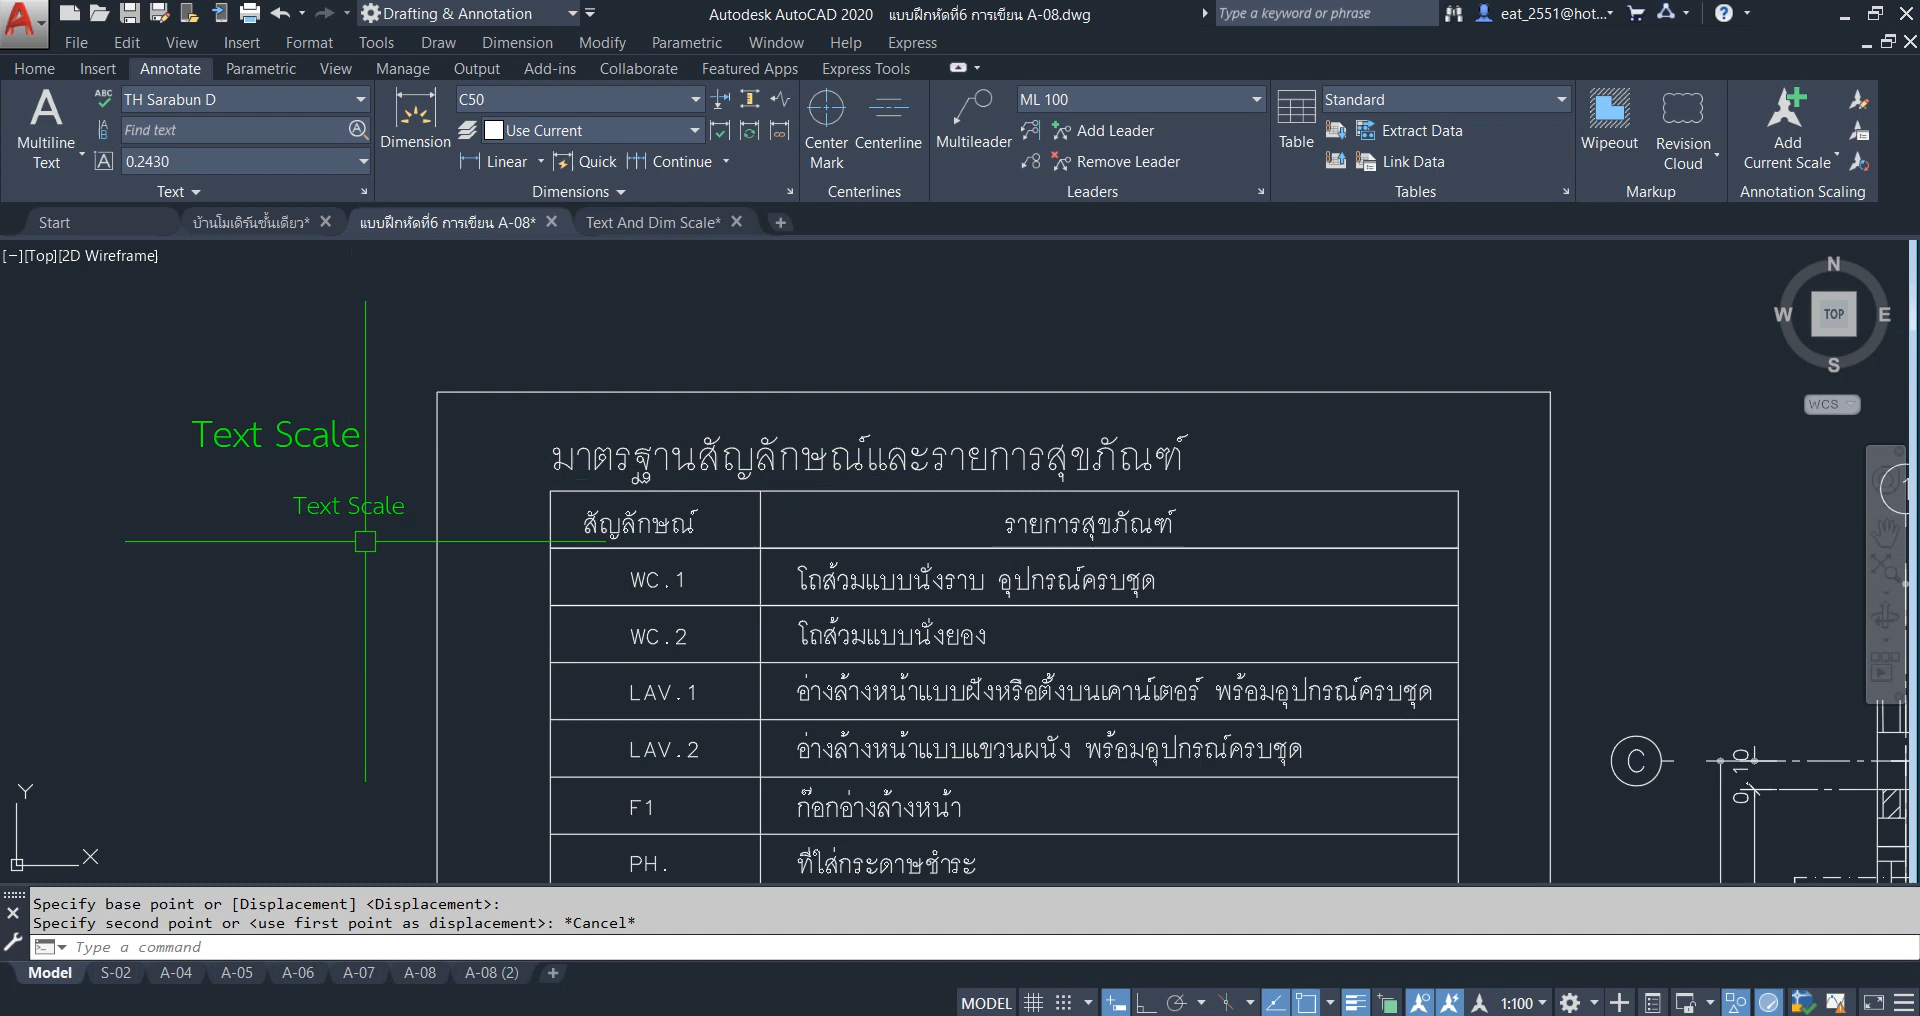 Drafting & Annotation
Autodesk AutoCAD 2020 แบบฝึกหัดที่6 การเขียน A-08.dwg
Type a keyword or phrase
eat_2551@hot...
File Edit View Insert Format Tools Draw Dimension Modify Parametric Window Help Express
Home Insert Annotate Parametric View Manage Output Add-ins Collaborate Featured Apps Express Tools
Multiline Text
ABC
TH Sarabun D
Find text
0.2430
Text
Dimension
C50
Use Current
Linear Quick Continue
Dimensions
Center Mark
Centerline
Centerlines
Multileader
ML 100
Add Leader
Remove Leader
Leaders
Table
Standard
Extract Data
Link Data
Tables
Wipeout
Revision Cloud
Markup
Add Current Scale
Annotation Scaling
Start
บ้านโมเดิร์นชั้นเดียว*
แบบฝึกหัดที่6 การเขียน A-08*
Text And Dim Scale*
[−][Top][2D Wireframe]
N
W TOP E
S
WCS
Text Scale
Text Scale
มาตรฐานสัญลักษณ์และรายการสุขภัณฑ์
สัญลักษณ์ รายการสุขภัณฑ์
WC.1 โถส้วมแบบนั่งราบ อุปกรณ์ครบชุด
WC.2 โถส้วมแบบนั่งยอง
LAV.1 อ่างล้างหน้าแบบฝังหรือตั้งบนเคาน์เตอร์ พร้อมอุปกรณ์ครบชุด
LAV.2 อ่างล้างหน้าแบบแขวนผนัง พร้อมอุปกรณ์ครบชุด
F1 ก๊อกอ่างล้างหน้า
PH. ที่ใส่กระดาษชำระ
C
0.10
Y
X
Specify base point or [Displacement] <Displacement>:
Specify second point or <use first point as displacement>: *Cancel*
Type a command
Model S-02 A-04 A-05 A-06 A-07 A-08 A-08 (2)
MODEL
1:100